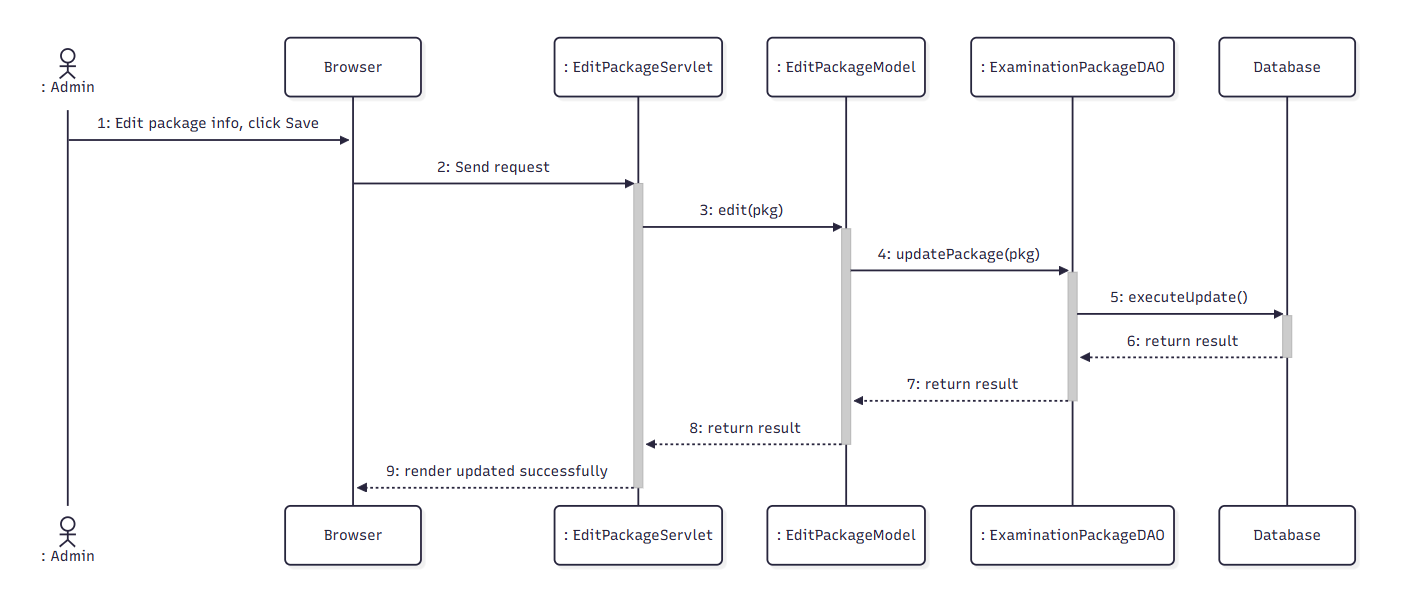 : Admin
Browser
: EditPackageServlet
: EditPackageModel
: ExaminationPackageDAO
Database
1: Edit package info, click Save
2: Send request
3: edit(pkg)
4: updatePackage(pkg)
5: executeUpdate()
6: return result
7: return result
8: return result
9: render updated successfully
: Admin
Browser
: EditPackageServlet
: EditPackageModel
: ExaminationPackageDAO
Database